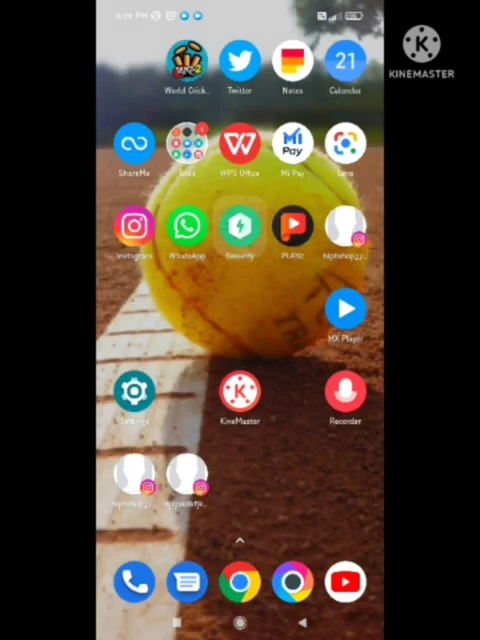 KINEMASTER
World Crick..
Twitter
Notes
21
Calendar
ShareMe
Tools
WPS Office
Mi
Pay
Mi Pay
Lens
Instagram
WhatsApp
Security
PLAYit
MX Player
Settings
KineMaster
Recorder